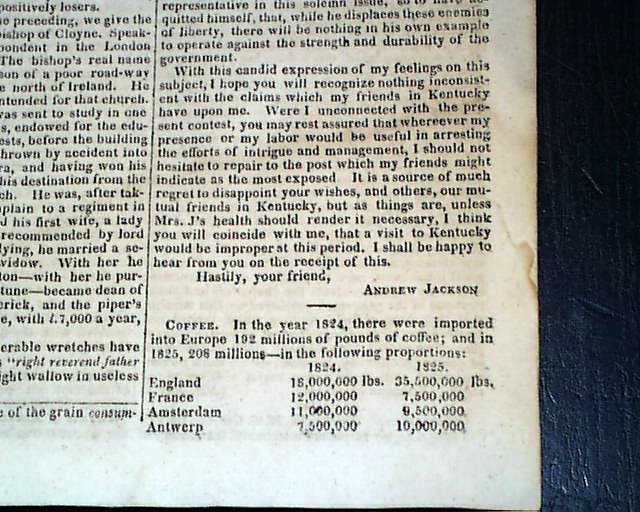 positively losers.
e preceding, we give the
ishop of Cloyne. Speak-
pondent in the London
The bishop's real name
son of a poor road-way
e north of Ireland. He
ntended for that church.
was sent to study in one
s, endowed for the edu-
ests, before the building
thrown by accident into
ra, and having won his
his destination from the
ch. He was, after tak-
plain to a regiment in
d his first wife, a lady
recommended by lord
lying, he married a se-
widow. With her he
ton—with her he pur-
tune—became dean of
erick, and the piper's
e, with l.7,000 a year,
erable wretches have
"right reverend father
ight wallow in useless
e of the grain consum-
representative in this solemn issue, so to have ac-
quitted himself, that, while he displaces these enemies
of liberty, there will be nothing in his own example
to operate against the strength and durability of the
government.
With this candid expression of my feelings on this
subject, I hope you will recognize nothing inconsist-
ent with the claims which my friends in Kentucky
have upon me. Were I unconnected with the pre-
sent contest, you may rest assured that whereever my
presence or my labor would be useful in arresting
the efforts of intrigue and management, I should not
hesitate to repair to the post which my friends might
indicate as the most exposed. It is a source of much
regret to disappoint your wishes, and others, our mu-
tual friends in Kentucky, but as things are, unless
Mrs. J's health should render it necessary, I think
you will coincide with me, that a visit to Kentucky
would be improper at this period. I shall be happy to
hear from you on the receipt of this.
Hastily, your friend,
ANDREW JACKSON
COFFEE. In the year 1824, there were imported
into Europe 192 millions of pounds of coffee; and in
1825, 208 millions—in the following proportions:
1824. 1825.
England 18,000,000 lbs. 35,500,000 lbs.
France 12,000,000 7,500,000
Amsterdam 11,000,000 9,500,000
Antwerp 7,500,000 10,000,000